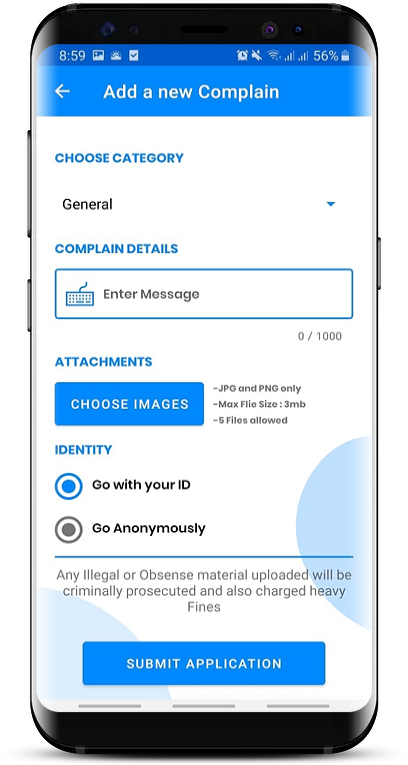 8:59 56%
Add a new Complain
CHOOSE CATEGORY
General
COMPLAIN DETAILS
Enter Message
0 / 1000
ATTACHMENTS
CHOOSE IMAGES
-JPG and PNG only
-Max Flie Size : 3mb
-5 Files allowed
IDENTITY
Go with your ID
Go Anonymously
Any Illegal or Obsense material uploaded will be
criminally prosecuted and also charged heavy
Fines
SUBMIT APPLICATION